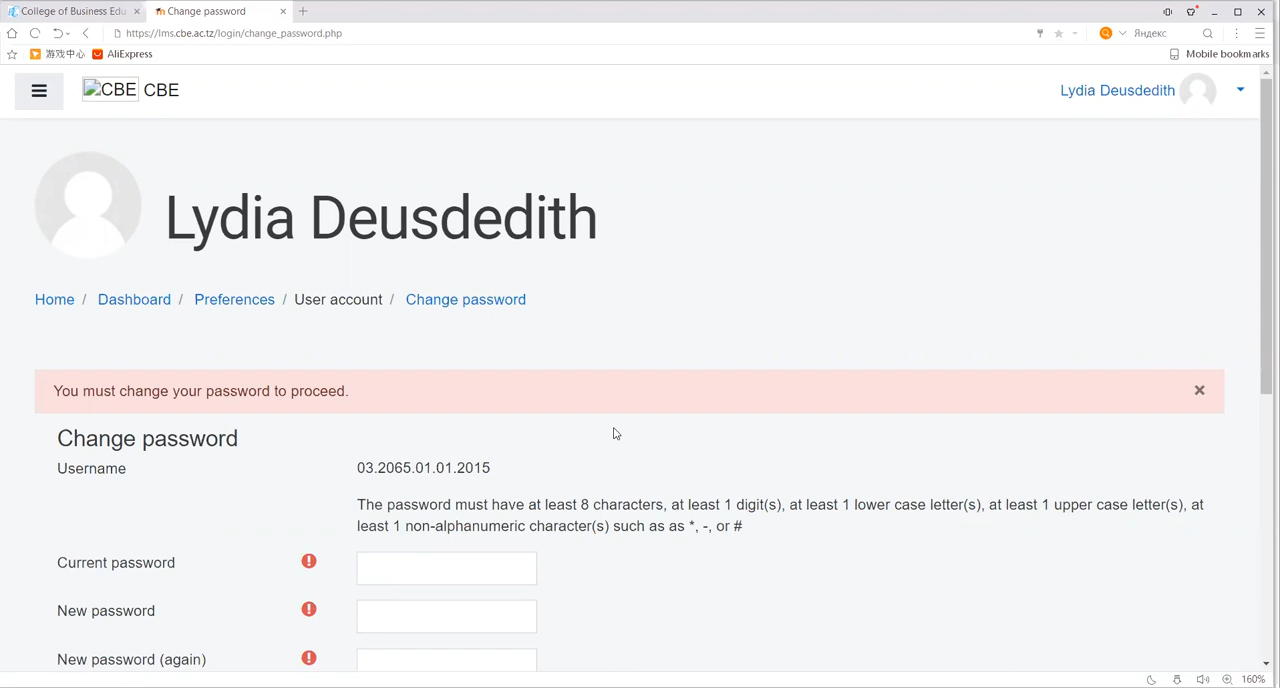 College of Business Edu
Change password
https://lms.cbe.ac.tz/login/change_password.php
Яндекс
游戏中心
AliExpress
Mobile bookmarks
CBE CBE
Lydia Deusdedith
Lydia Deusdedith
Home / Dashboard / Preferences / User account / Change password
You must change your password to proceed.
Change password
Username
03.2065.01.01.2015
The password must have at least 8 characters, at least 1 digit(s), at least 1 lower case letter(s), at least 1 upper case letter(s), at
least 1 non-alphanumeric character(s) such as as *, -, or #
Current password
New password
New password (again)
160%